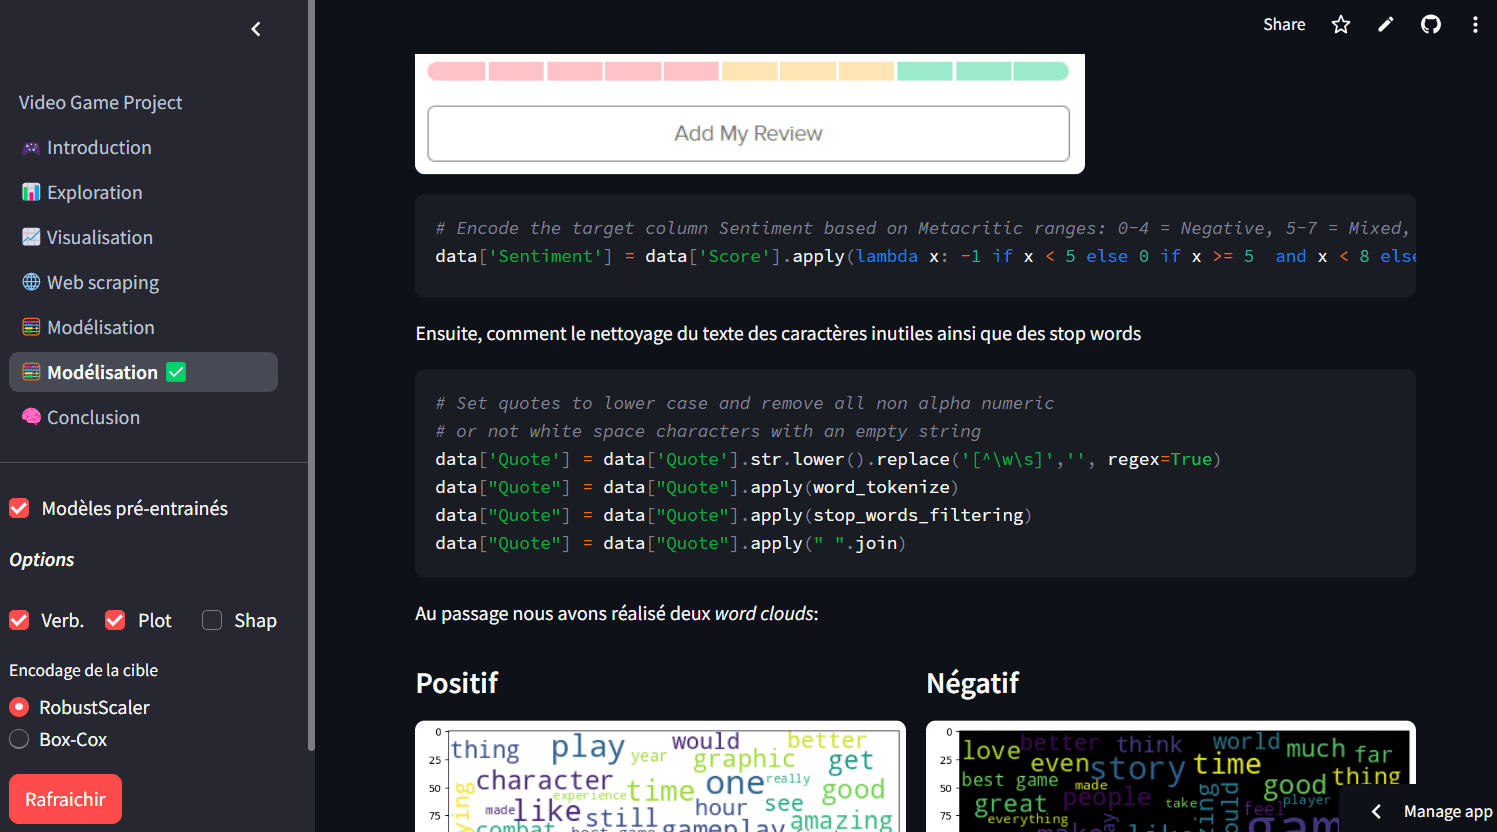 Share
Video Game Project
Introduction
Exploration
Visualisation
Web scraping
Modélisation
Modélisation
Conclusion
Modèles pré-entrainés
Options
Verb.
Plot
Shap
Encodage de la cible
RobustScaler
Box-Cox
Rafraichir
Add My Review
# Encode the target column Sentiment based on Metacritic ranges: 0-4 = Negative, 5-7 = Mixed,
data['Sentiment'] = data['Score'].apply(lambda x: -1 if x < 5 else 0 if x >= 5  and x < 8 else
Ensuite, comment le nettoyage du texte des caractères inutiles ainsi que des stop words
# Set quotes to lower case and remove all non alpha numeric
# or not white space characters with an empty string
data['Quote'] = data['Quote'].str.lower().replace('[^\w\s]','', regex=True)
data["Quote"] = data["Quote"].apply(word_tokenize)
data["Quote"] = data["Quote"].apply(stop_words_filtering)
data["Quote"] = data["Quote"].apply(" ".join)
Au passage nous avons réalisé deux word clouds:
Positif
0
25
50
75
thing
play
year
would
better
graphic
get
character
experience
time
one
really
good
made
like
still
hour
see
amazing
combat
best game
gameplay
Négatif
0
25
50
75
love
better
think
world
much
far
even
story
time
thing
best game
made
good
great
people
take
player
feel
everything
make
like
Manage app